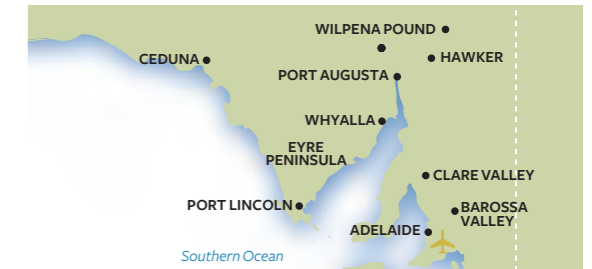 WILPENA POUND
CEDUNA
HAWKER
PORT AUGUSTA
WHYALLA
EYRE
PENINSULA
CLARE VALLEY
PORT LINCOLN
BAROSSA
VALLEY
ADELAIDE
Southern Ocean